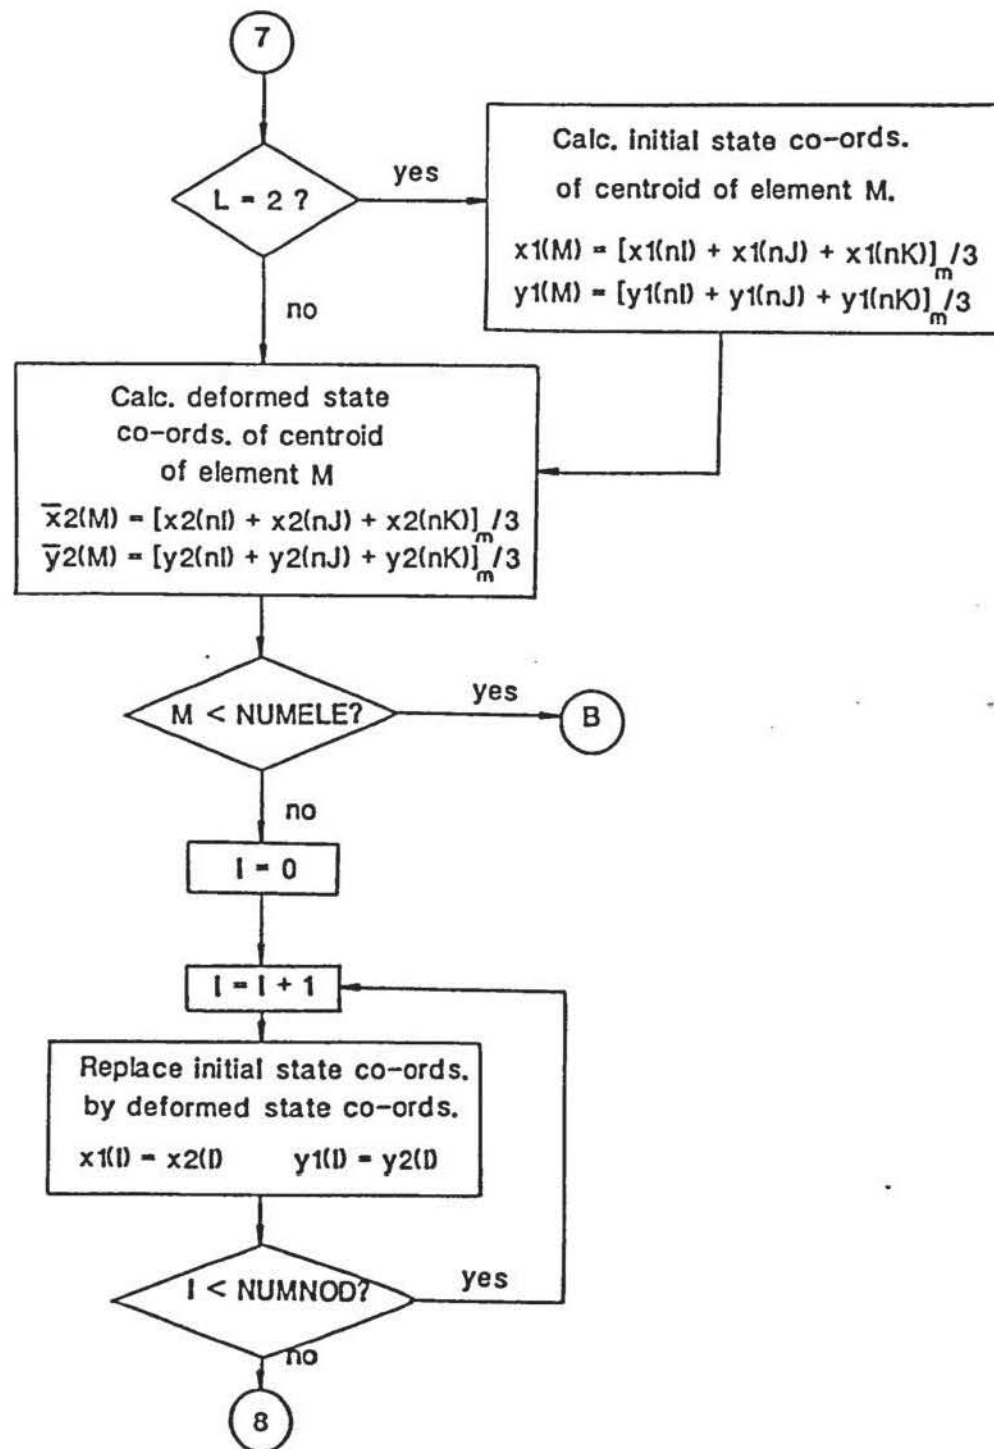 7
L = 2 ?
yes
Calc. initial state co-ords.
of centroid of element M.
x1(M) = [x1(nI) + x1(nJ) + x1(nK)]m/3
y1(M) = [y1(nI) + y1(nJ) + y1(nK)]m/3
no
Calc. deformed state
co-ords. of centroid
of element M
x̅2(M) = [x2(nI) + x2(nJ) + x2(nK)]m/3
y̅2(M) = [y2(nI) + y2(nJ) + y2(nK)]m/3
M < NUMELE?
yes
B
no
I = 0
I = I + 1
Replace initial state co-ords.
by deformed state co-ords.
x1(I) = x2(I) y1(I) = y2(I)
I < NUMNOD?
yes
no
8